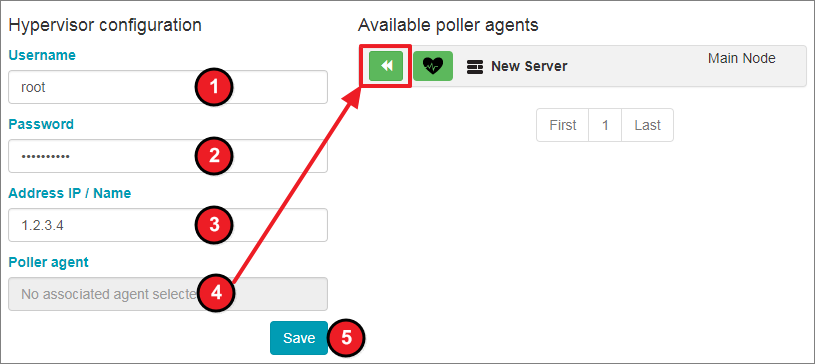 Hypervisor configuration
Username
root
1
Password
••••••••••
2
Address IP / Name
1.2.3.4
3
Poller agent
No associated agent selecte
4
Save
5
Available poller agents
New Server
Main Node
First 1 Last